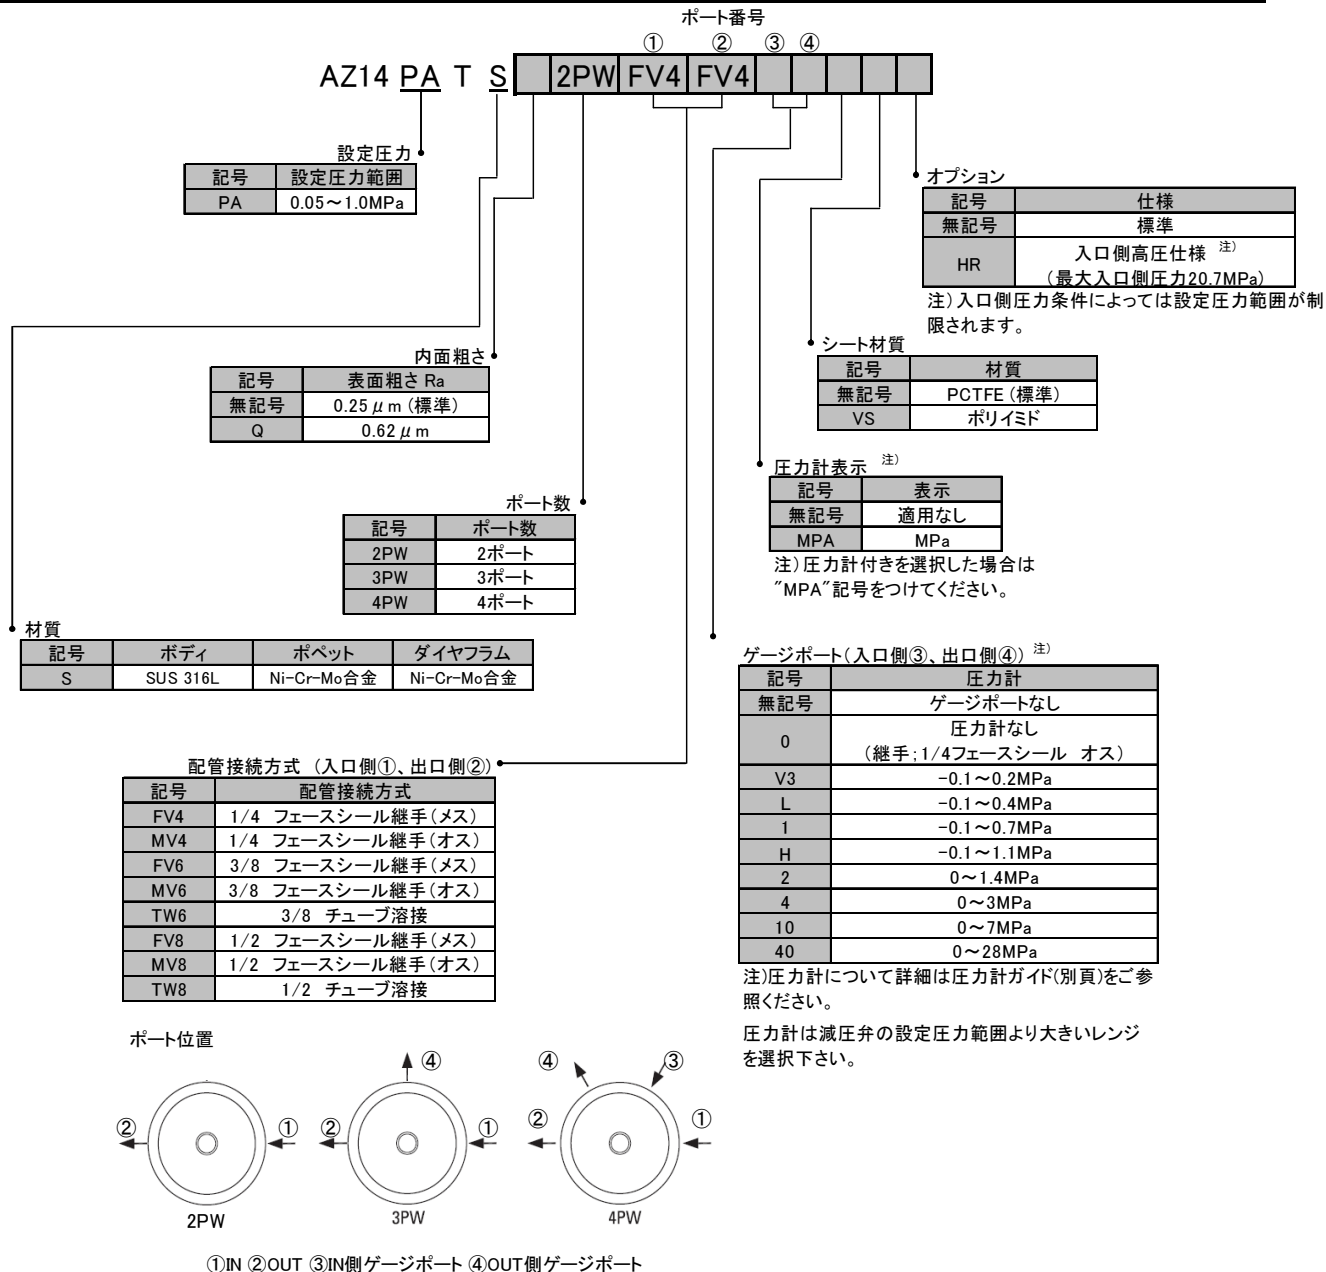 ポート番号
① ② ③ ④
AZ14 PA T S 2PW FV4 FV4
設定圧力
記号 設定圧力範囲
PA 0.05～1.0MPa
オプション
記号 仕様
無記号 標準
HR 入口側高圧仕様 注)
(最大入口側圧力20.7MPa)
注)入口側圧力条件によっては設定圧力範囲が制
限されます。
シート材質
記号 材質
無記号 PCTFE(標準)
VS ポリイミド
内面粗さ
記号 表面粗さ Ra
無記号 0.25μm(標準)
Q 0.62μm
圧力計表示 注)
記号 表示
無記号 適用なし
MPA MPa
注)圧力計付きを選択した場合は
"MPA"記号をつけてください。
ポート数
記号 ポート数
2PW 2ポート
3PW 3ポート
4PW 4ポート
材質
記号 ボディ ポペット ダイヤフラム
S SUS 316L Ni-Cr-Mo合金 Ni-Cr-Mo合金
ゲージポート(入口側③、出口側④) 注)
記号 圧力計
無記号 ゲージポートなし
0 圧力計なし
(継手;1/4フェースシール オス)
V3 -0.1～0.2MPa
L -0.1～0.4MPa
1 -0.1～0.7MPa
H -0.1～1.1MPa
2 0～1.4MPa
4 0～3MPa
10 0～7MPa
40 0～28MPa
注)圧力計について詳細は圧力計ガイド(別頁)をご参
照ください。
圧力計は減圧弁の設定圧力範囲より大きいレンジ
を選択下さい。
配管接続方式 (入口側①、出口側②)
記号 配管接続方式
FV4 1/4 フェースシール継手(メス)
MV4 1/4 フェースシール継手(オス)
FV6 3/8 フェースシール継手(メス)
MV6 3/8 フェースシール継手(オス)
TW6 3/8 チューブ溶接
FV8 1/2 フェースシール継手(メス)
MV8 1/2 フェースシール継手(オス)
TW8 1/2 チューブ溶接
ポート位置
② ①
2PW
④
② ①
3PW
④ ③
② ①
4PW
①IN ②OUT ③IN側ゲージポート ④OUT側ゲージポート